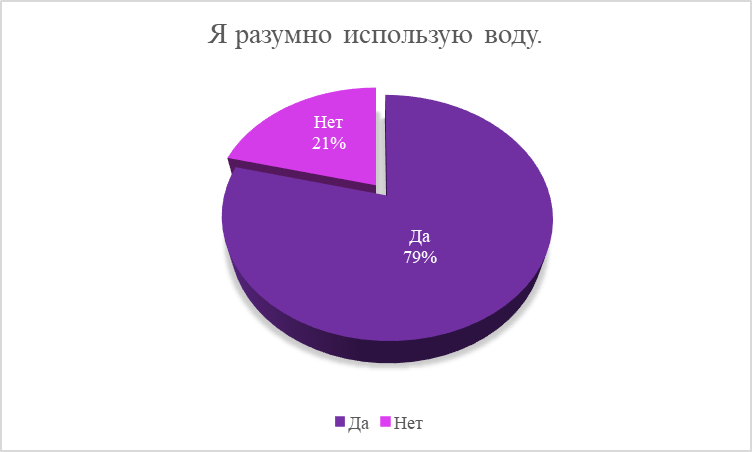 Я разумно использую воду.
Нет
21%
Да
79%
Да Нет